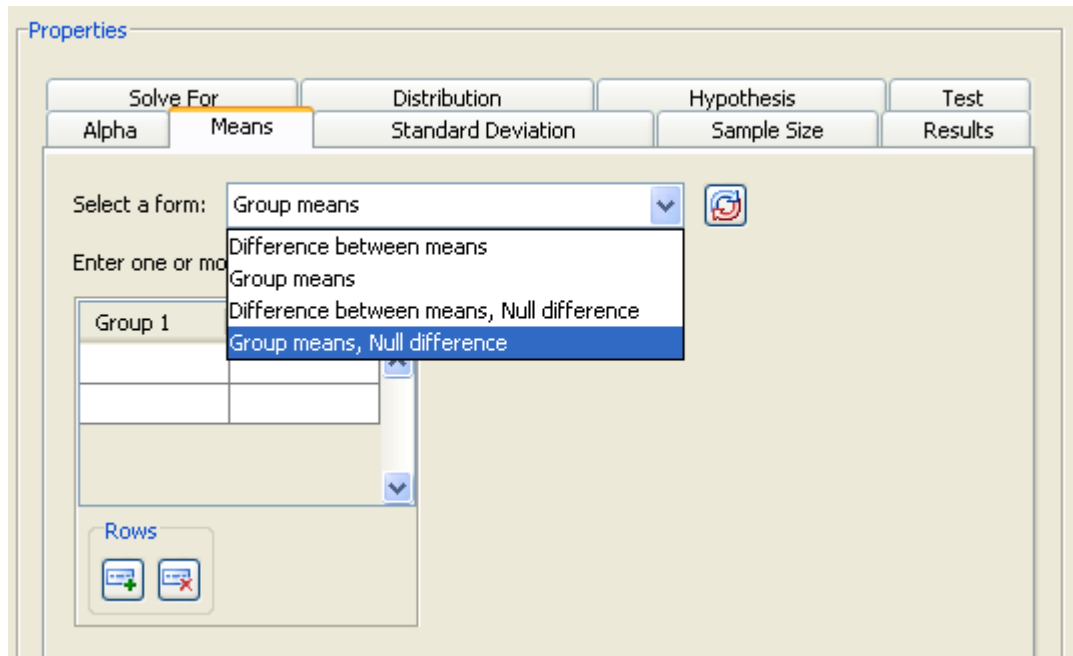 Properties
Solve For Distribution Hypothesis Test
Alpha Means Standard Deviation Sample Size Results
Select a form: Group means
Difference between means
Enter one or mo
Group means
Difference between means, Null difference
Group 1
Group means, Null difference
Rows